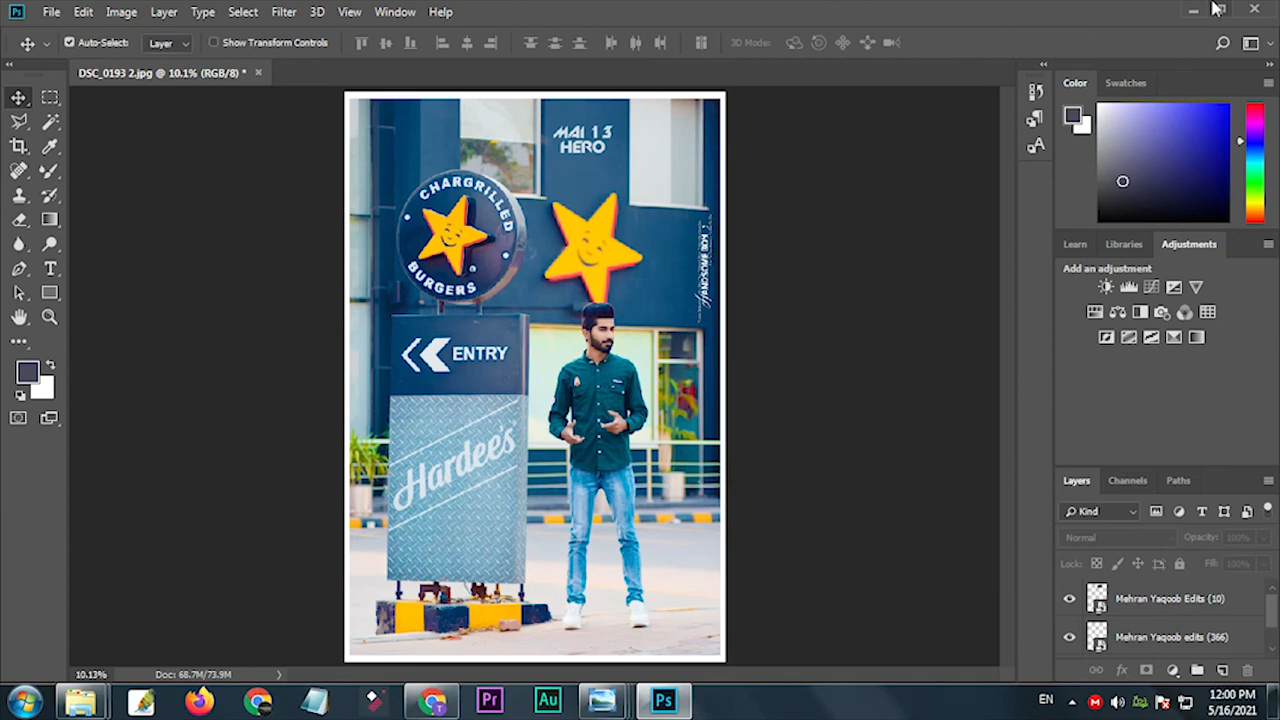 Ps File Edit Image Layer Type Select Filter 3D View Window Help
Auto-Select: Layer Show Transform Controls 3D Mode:
DSC_0193 2.jpg @ 10.1% (RGB/8) *
Color Swatches
MAI 13
HERO
CHARGRILLED
BURGERS
ENTRY
Hardee's
Learn Libraries Adjustments
Add an adjustment
Layers Channels Paths
Kind
Normal Opacity: 100%
Lock: Fill: 100%
Mehran Yaqoob Edits (10)
Mehran Yaqoob edits (366)
10.13% Doc: 68.7M/73.9M
Pr Au Ps EN 12:00 PM
5/16/2021